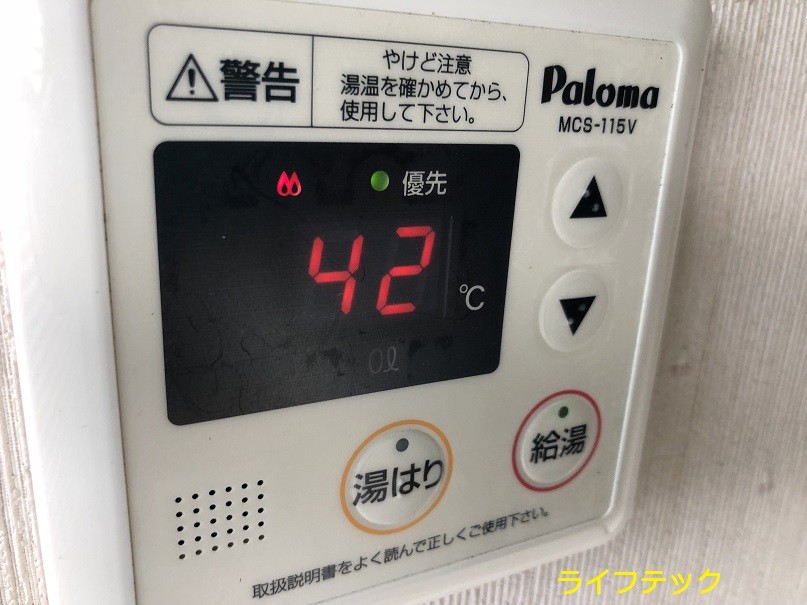 警告
やけど注意
湯温を確かめてから、
使用して下さい。
Paloma
MCS-115V
優先
42
℃
0ℓ
湯はり
給湯
取扱説明書をよく読んで正しくご使用下さい。
ライフテック